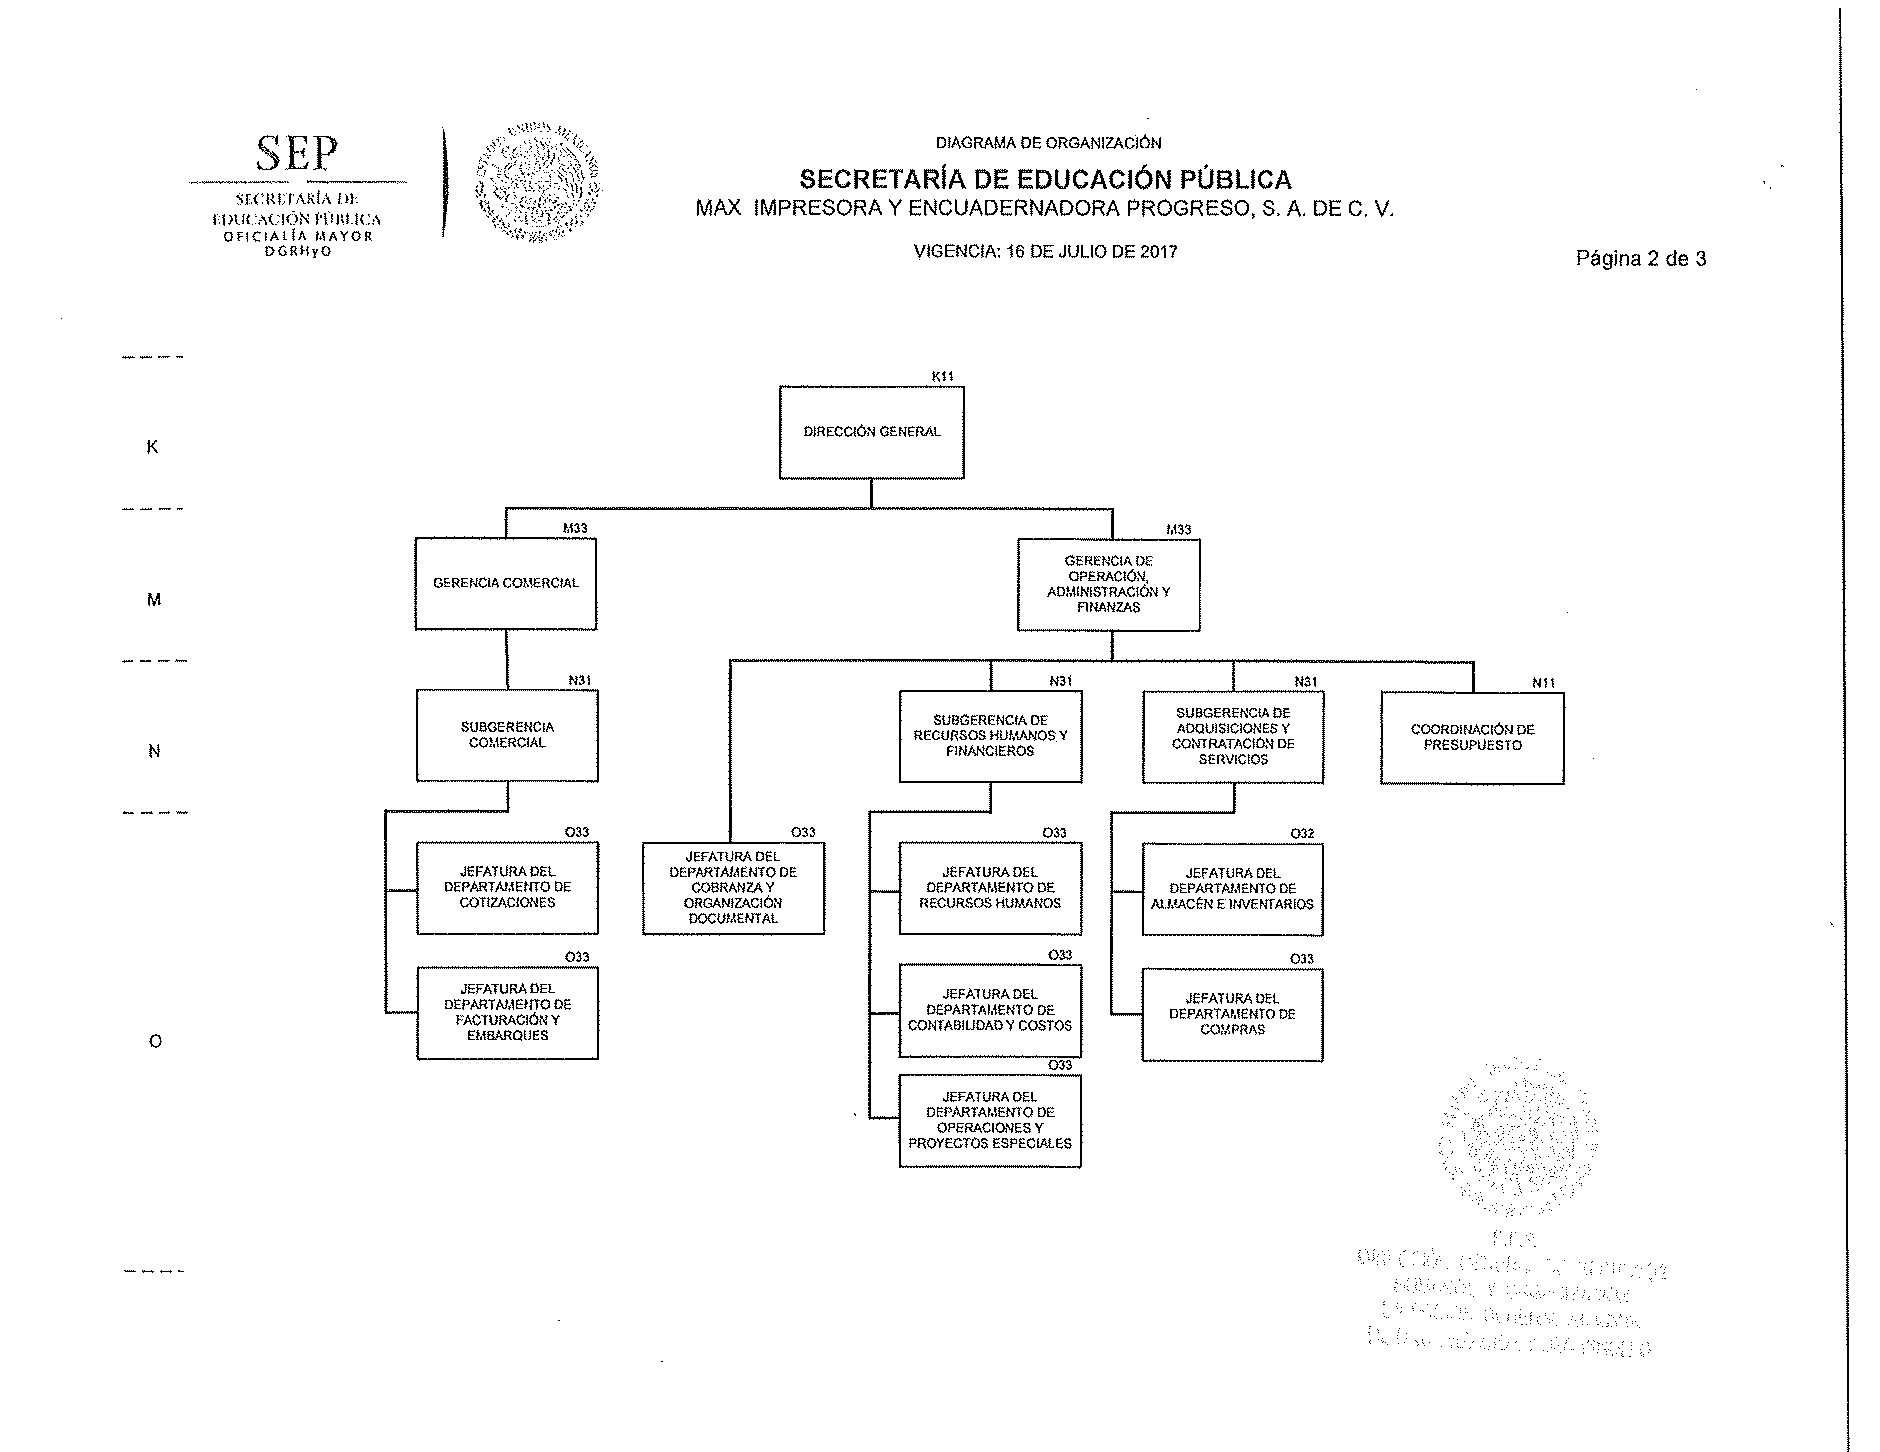 SEP
SECRETARÍA DE
EDUCACIÓN PÚBLICA
OFICIALÍA MAYOR
DGRHyO
ESTADOS UNIDOS MEXICANOS
DIAGRAMA DE ORGANIZACIÓN
SECRETARÍA DE EDUCACIÓN PÚBLICA
MAX IMPRESORA Y ENCUADERNADORA PROGRESO, S. A. DE C. V.
VIGENCIA: 16 DE JULIO DE 2017
Página 2 de 3
K
K11
DIRECCIÓN GENERAL
M
M33
GERENCIA COMERCIAL
M33
GERENCIA DE
OPERACIÓN,
ADMINISTRACIÓN Y
FINANZAS
N
N31
SUBGERENCIA
COMERCIAL
N31
SUBGERENCIA DE
RECURSOS HUMANOS Y
FINANCIEROS
N31
SUBGERENCIA DE
ADQUISICIONES Y
CONTRATACIÓN DE
SERVICIOS
N11
COORDINACIÓN DE
PRESUPUESTO
O
O33
JEFATURA DEL
DEPARTAMENTO DE
COTIZACIONES
O33
JEFATURA DEL
DEPARTAMENTO DE
FACTURACIÓN Y
EMBARQUES
O33
JEFATURA DEL
DEPARTAMENTO DE
COBRANZA Y
ORGANIZACIÓN
DOCUMENTAL
O33
JEFATURA DEL
DEPARTAMENTO DE
RECURSOS HUMANOS
O33
JEFATURA DEL
DEPARTAMENTO DE
CONTABILIDAD Y COSTOS
O33
JEFATURA DEL
DEPARTAMENTO DE
OPERACIONES Y
PROYECTOS ESPECIALES
O32
JEFATURA DEL
DEPARTAMENTO DE
ALMACÉN E INVENTARIOS
O33
JEFATURA DEL
DEPARTAMENTO DE
COMPRAS